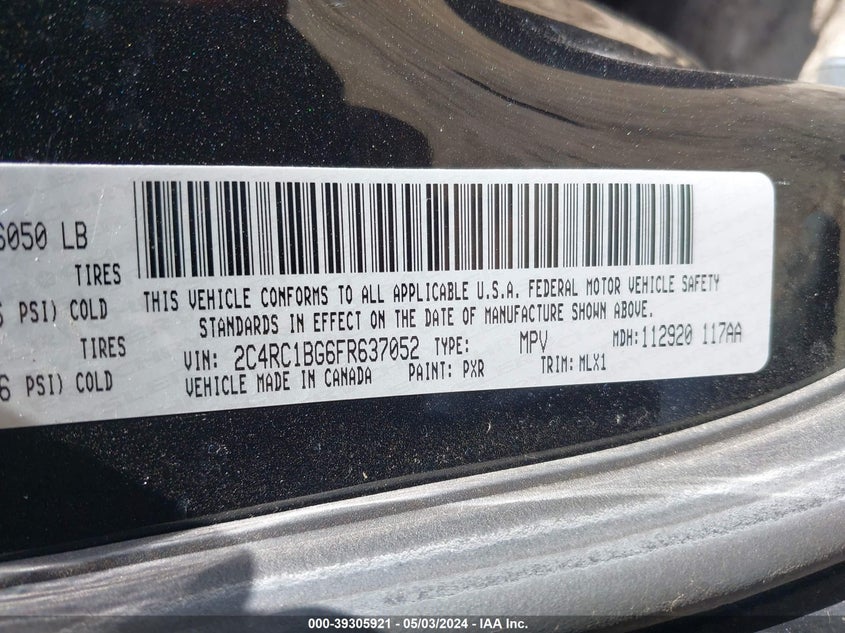 6050 LB
TIRES
PSI) COLD
6 PSI) COLD
THIS VEHICLE CONFORMS TO ALL APPLICABLE U.S.A. FEDERAL MOTOR VEHICLE SAFETY
STANDARDS IN EFFECT ON THE DATE OF MANUFACTURE SHOWN ABOVE.
VIN: 2C4RC1BG6FR637052 TYPE: MPV MDH:112920 117AA
VEHICLE MADE IN CANADA PAINT: PXR TRIM: MLX1
000-39305921 - 05/03/2024 - IAA Inc.